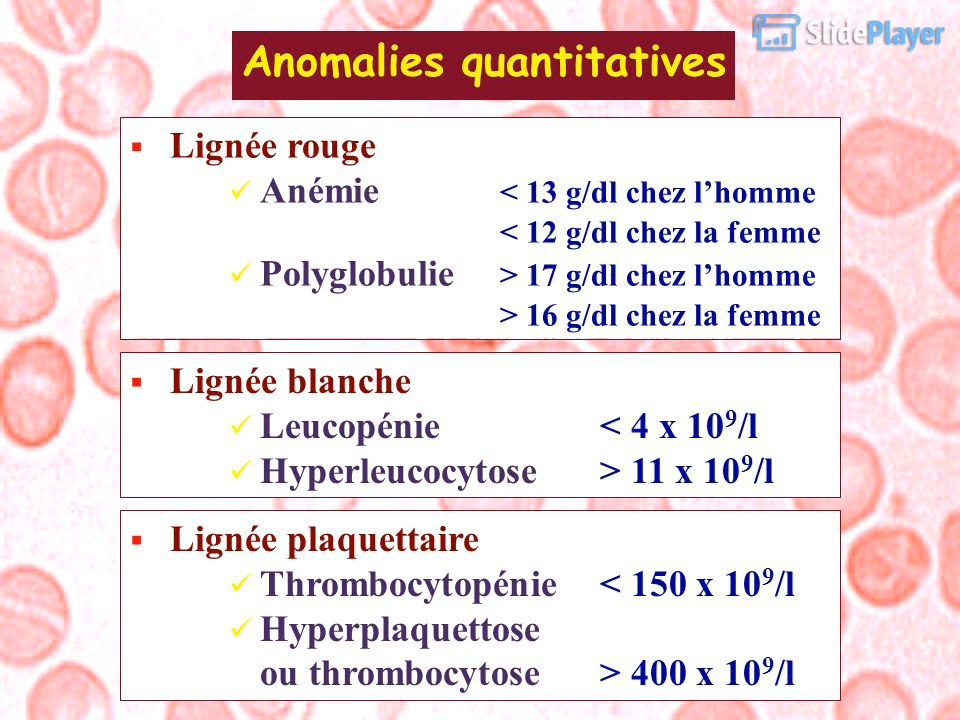 SlidePlayer
Anomalies quantitatives
▪ Lignée rouge
✓ Anémie < 13 g/dl chez l’homme
< 12 g/dl chez la femme
✓ Polyglobulie > 17 g/dl chez l’homme
> 16 g/dl chez la femme
▪ Lignée blanche
✓ Leucopénie < 4 x 10⁹/l
✓ Hyperleucocytose > 11 x 10⁹/l
▪ Lignée plaquettaire
✓ Thrombocytopénie < 150 x 10⁹/l
✓ Hyperplaquettose
ou thrombocytose > 400 x 10⁹/l